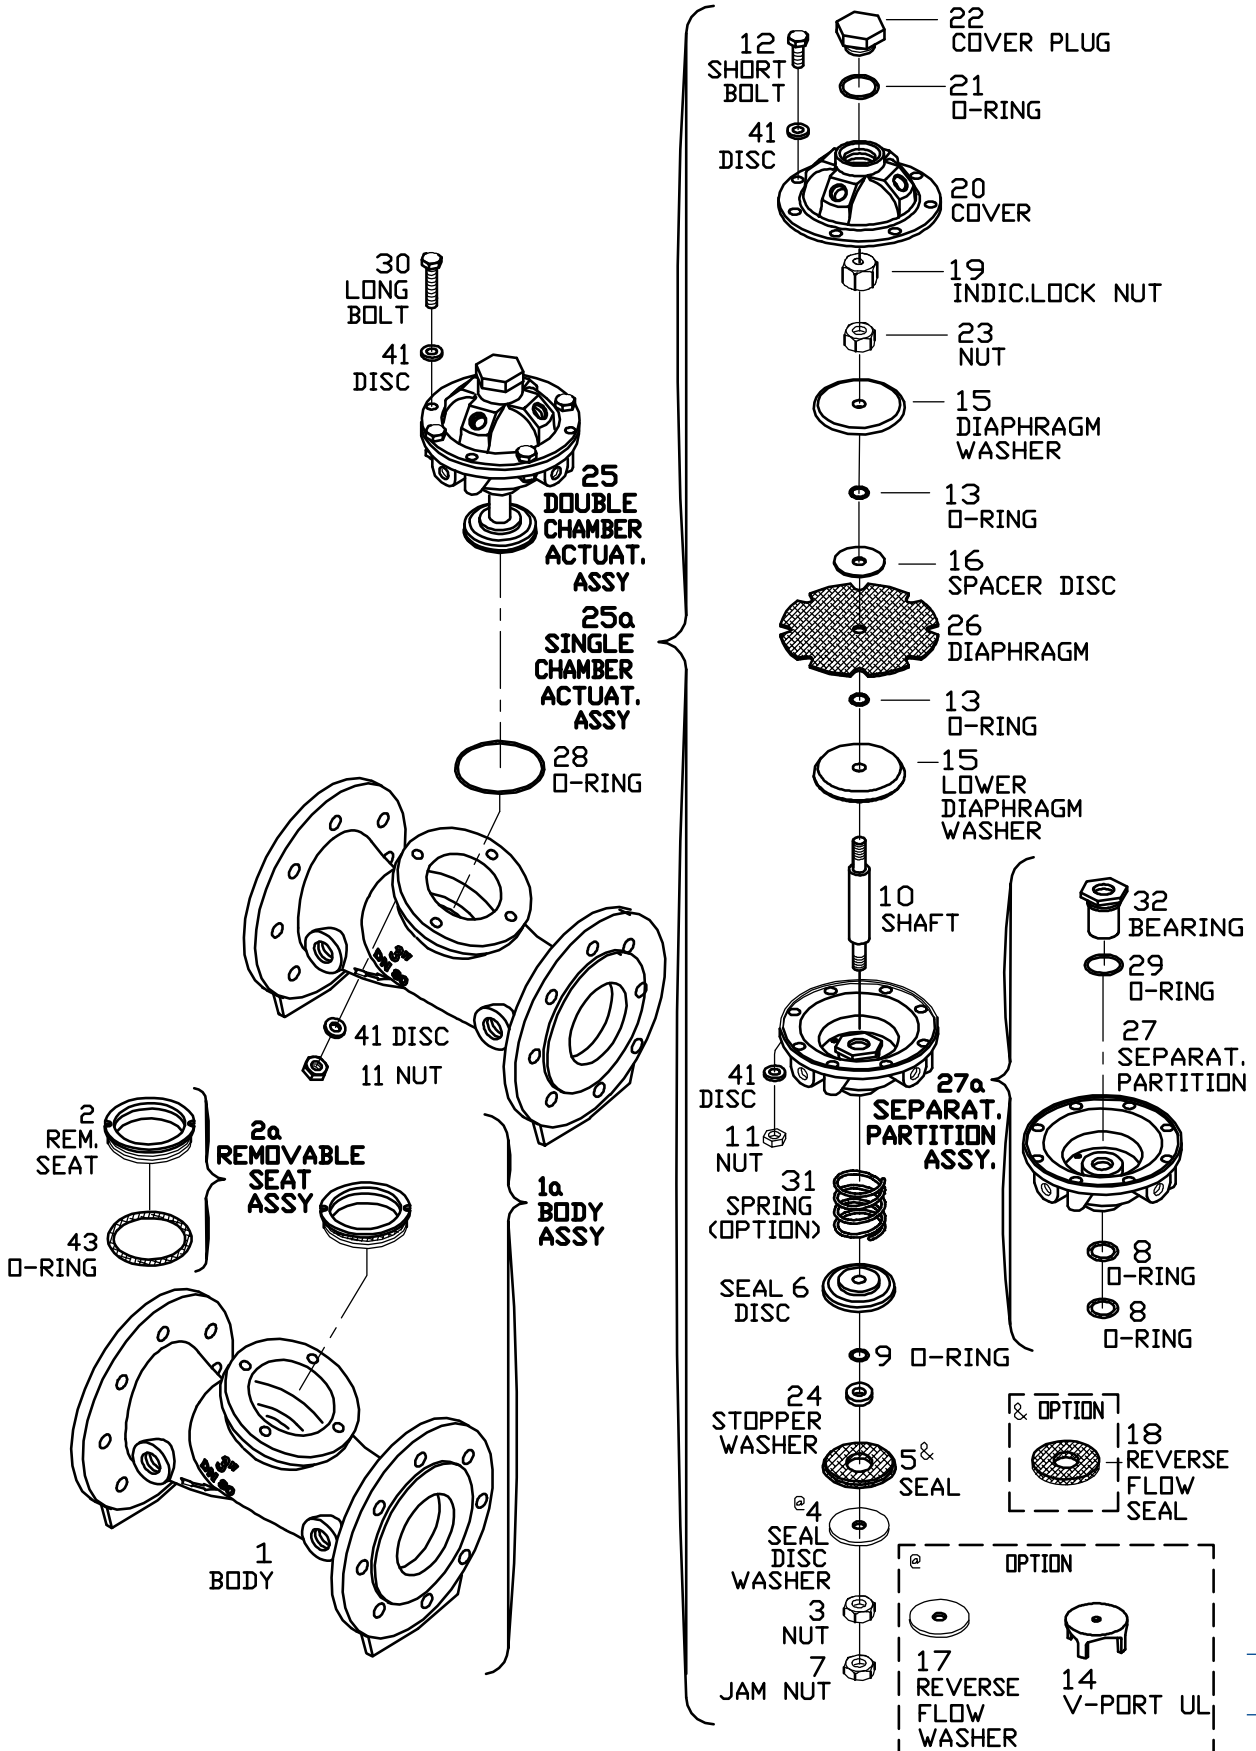 22
COVER PLUG
12
SHORT
BOLT
21
O-RING
41
DISC
20
COVER
30
LONG
BOLT
19
INDIC.LOCK NUT
23
NUT
41
DISC
15
DIAPHRAGM
WASHER
25
DOUBLE
CHAMBER
ACTUAT.
ASSY
13
O-RING
16
SPACER DISC
25a
SINGLE
CHAMBER
ACTUAT.
ASSY
26
DIAPHRAGM
13
O-RING
28
O-RING
15
LOWER
DIAPHRAGM
WASHER
10
SHAFT
32
BEARING
29
O-RING
3"
DN 80
41 DISC
11 NUT
27
SEPARAT.
PARTITION
41
DISC
27a
SEPARAT.
PARTITION
ASSY.
11
NUT
2
REM.
SEAT
2a
REMOVABLE
SEAT
ASSY
1a
BODY
ASSY
31
SPRING
(OPTION)
43
O-RING
8
O-RING
8
O-RING
SEAL 6
DISC
9 O-RING
24
STOPPER
WASHER
& OPTION
18
REVERSE
FLOW
SEAL
5&
SEAL
3"
DN 80
@4
SEAL
DISC
WASHER
1
BODY
@ OPTION
3
NUT
7
JAM NUT
17
REVERSE
FLOW
WASHER
14
V-PORT UL